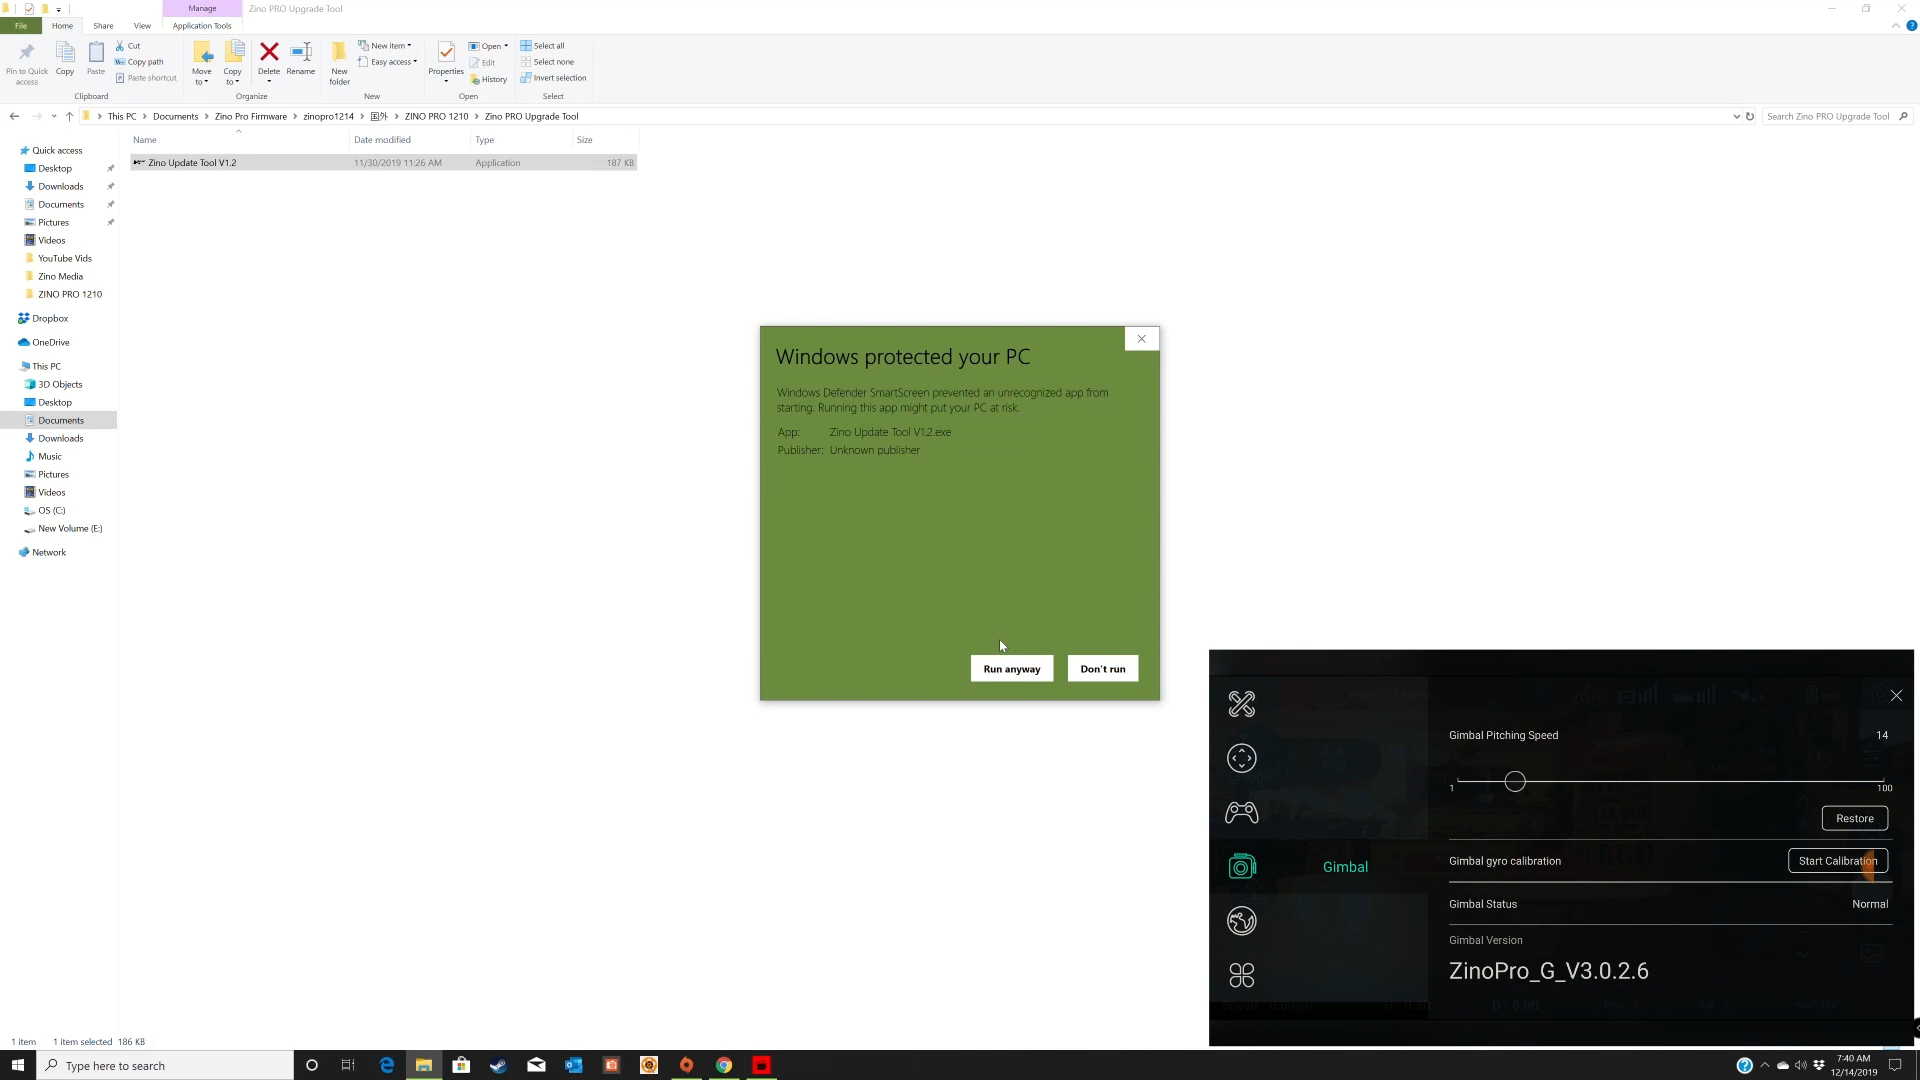 Manage
Zino PRO Upgrade Tool
File
Home
Share
View
Application Tools
Pin to Quick access
Copy
Paste
Cut
Copy path
Paste shortcut
Move to
Copy to
Delete
Rename
New folder
New item
Easy access
Properties
Open
Edit
History
Select all
Select none
Invert selection
Clipboard
Organize
New
Open
Select
This PC
Documents
Zino Pro Firmware
zinopro1214
国外
ZINO PRO 1210
Zino PRO Upgrade Tool
Search Zino PRO Upgrade Tool
Name
Date modified
Type
Size
Zino Update Tool V1.2
11/30/2019 11:26 AM
Application
187 KB
Quick access
Desktop
Downloads
Documents
Pictures
Videos
YouTube Vids
Zino Media
ZINO PRO 1210
Dropbox
OneDrive
This PC
3D Objects
Desktop
Documents
Downloads
Music
Pictures
Videos
OS (C:)
New Volume (E:)
Network
Windows protected your PC
Windows Defender SmartScreen prevented an unrecognized app from
starting. Running this app might put your PC at risk.
App: Zino Update Tool V1.2.exe
Publisher: Unknown publisher
Run anyway
Don't run
Gimbal Pitching Speed
14
1
100
Restore
Gimbal
Gimbal gyro calibration
Start Calibration
Gimbal Status
Normal
Gimbal Version
ZinoPro_G_V3.0.2.6
1 item
1 item selected 186 KB
Type here to search
7:40 AM
12/14/2019